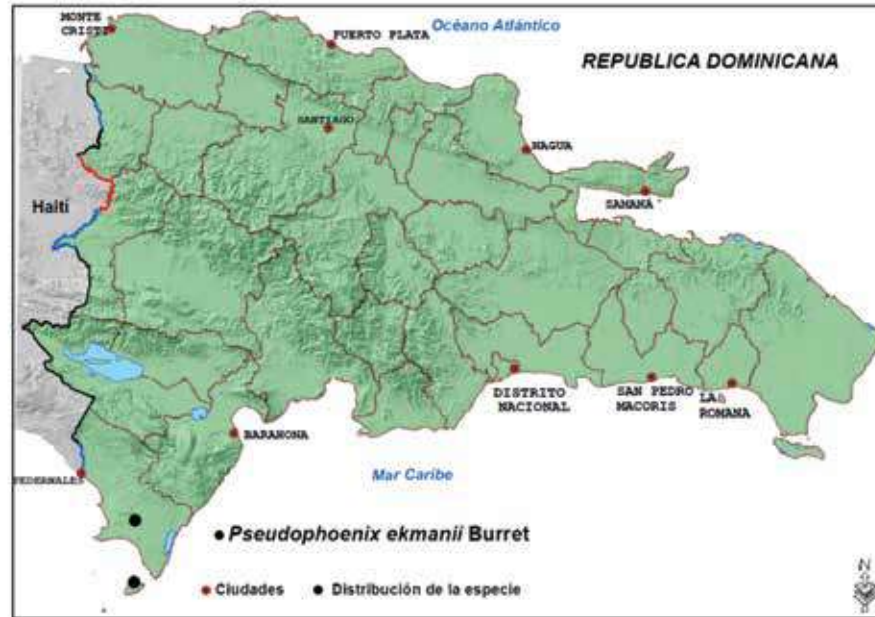 MONTE
CRISTI
PUERTO PLATA
Océano Atlántico
REPUBLICA DOMINICANA
SANTIAGO
NAGUA
Haití
SAMANA
DISTRITO
NACIONAL
SAN PEDRO
MACORIS
LA
ROMANA
BARAHONA
PEDERNALES
Mar Caribe
Pseudophoenix ekmanii Burret
Ciudades
Distribución de la especie
N